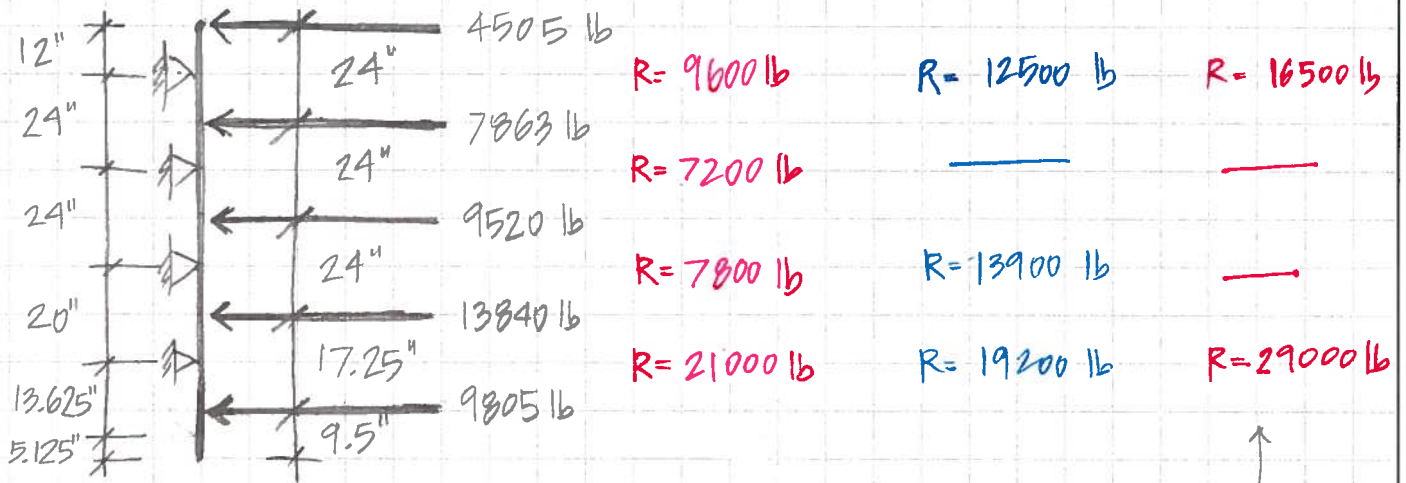 12" 24" 4505 lb
R= 9600 lb R= 12500 lb R= 16500 lb
24" 24" 7863 lb
R= 7200 lb
24" 24" 9520 lb
R= 7800 lb R= 13900 lb
20" 17.25" 13840 lb
R= 21000 lb R= 19200 lb R= 29000 lb
13.625" 9.5" 9805 lb
5.125"